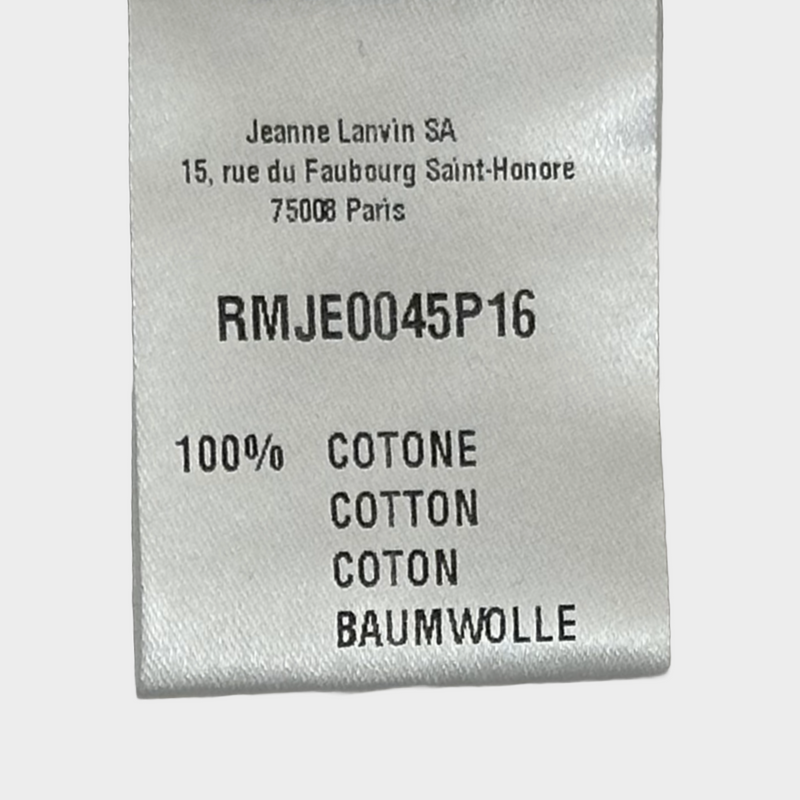 Jeanne Lanvin SA
15, rue du Faubourg Saint-Honore
75008 Paris
RMJE0045P16
100% COTONE
COTTON
COTON
BAUMWOLLE